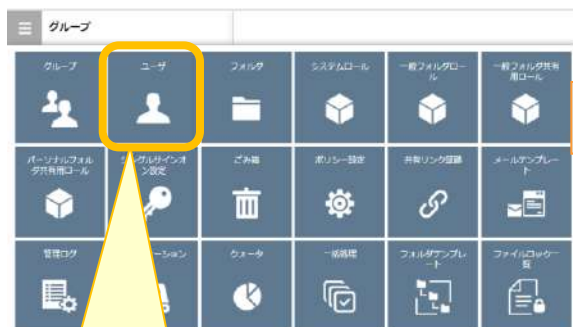 グループ
グループ
ユーザ
フォルダ
システムロール
一般フォルダロー
ル
一般フォルダ共有
用ロール
パーソナルフォル
ダ共有用ロール
シングルサインオ
ン設定
ごみ箱
ポリシー設定
共有リンク証跡
メールテンプレー
ト
管理ログ
ーション
クォータ
一括処理
フォルダテンプレ
ート
ファイルロック一
覧